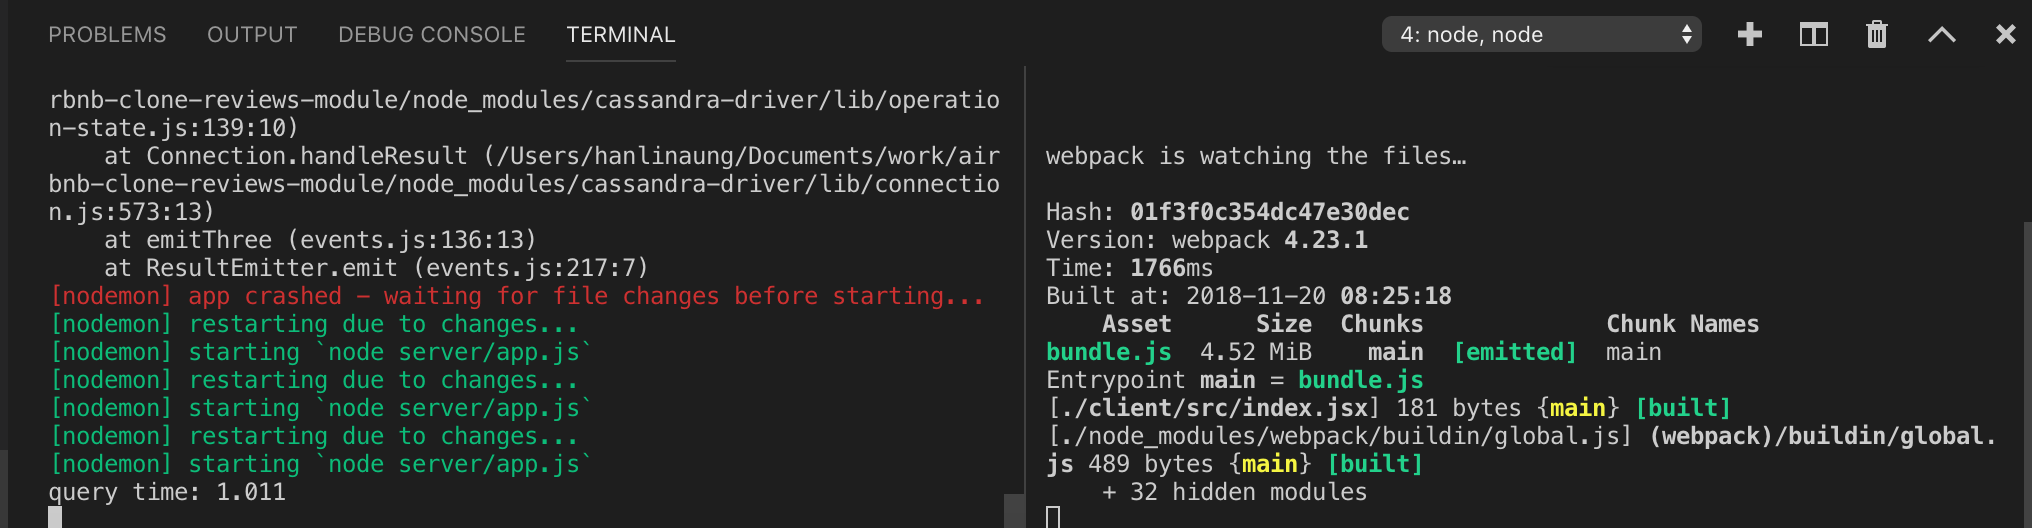 PROBLEMS OUTPUT DEBUG CONSOLE TERMINAL 4: node, node
rbnb-clone-reviews-module/node_modules/cassandra-driver/lib/operatio
n-state.js:139:10)
    at Connection.handleResult (/Users/hanlinaung/Documents/work/air
bnb-clone-reviews-module/node_modules/cassandra-driver/lib/connectio
n.js:573:13)
    at emitThree (events.js:136:13)
    at ResultEmitter.emit (events.js:217:7)
[nodemon] app crashed - waiting for file changes before starting...
[nodemon] restarting due to changes...
[nodemon] starting `node server/app.js`
[nodemon] restarting due to changes...
[nodemon] starting `node server/app.js`
[nodemon] restarting due to changes...
[nodemon] starting `node server/app.js`
query time: 1.011
webpack is watching the files…
Hash: 01f3f0c354dc47e30dec
Version: webpack 4.23.1
Time: 1766ms
Built at: 2018-11-20 08:25:18
    Asset      Size  Chunks             Chunk Names
bundle.js  4.52 MiB    main  [emitted]  main
Entrypoint main = bundle.js
[./client/src/index.jsx] 181 bytes {main} [built]
[./node_modules/webpack/buildin/global.js] (webpack)/buildin/global.
js 489 bytes {main} [built]
    + 32 hidden modules